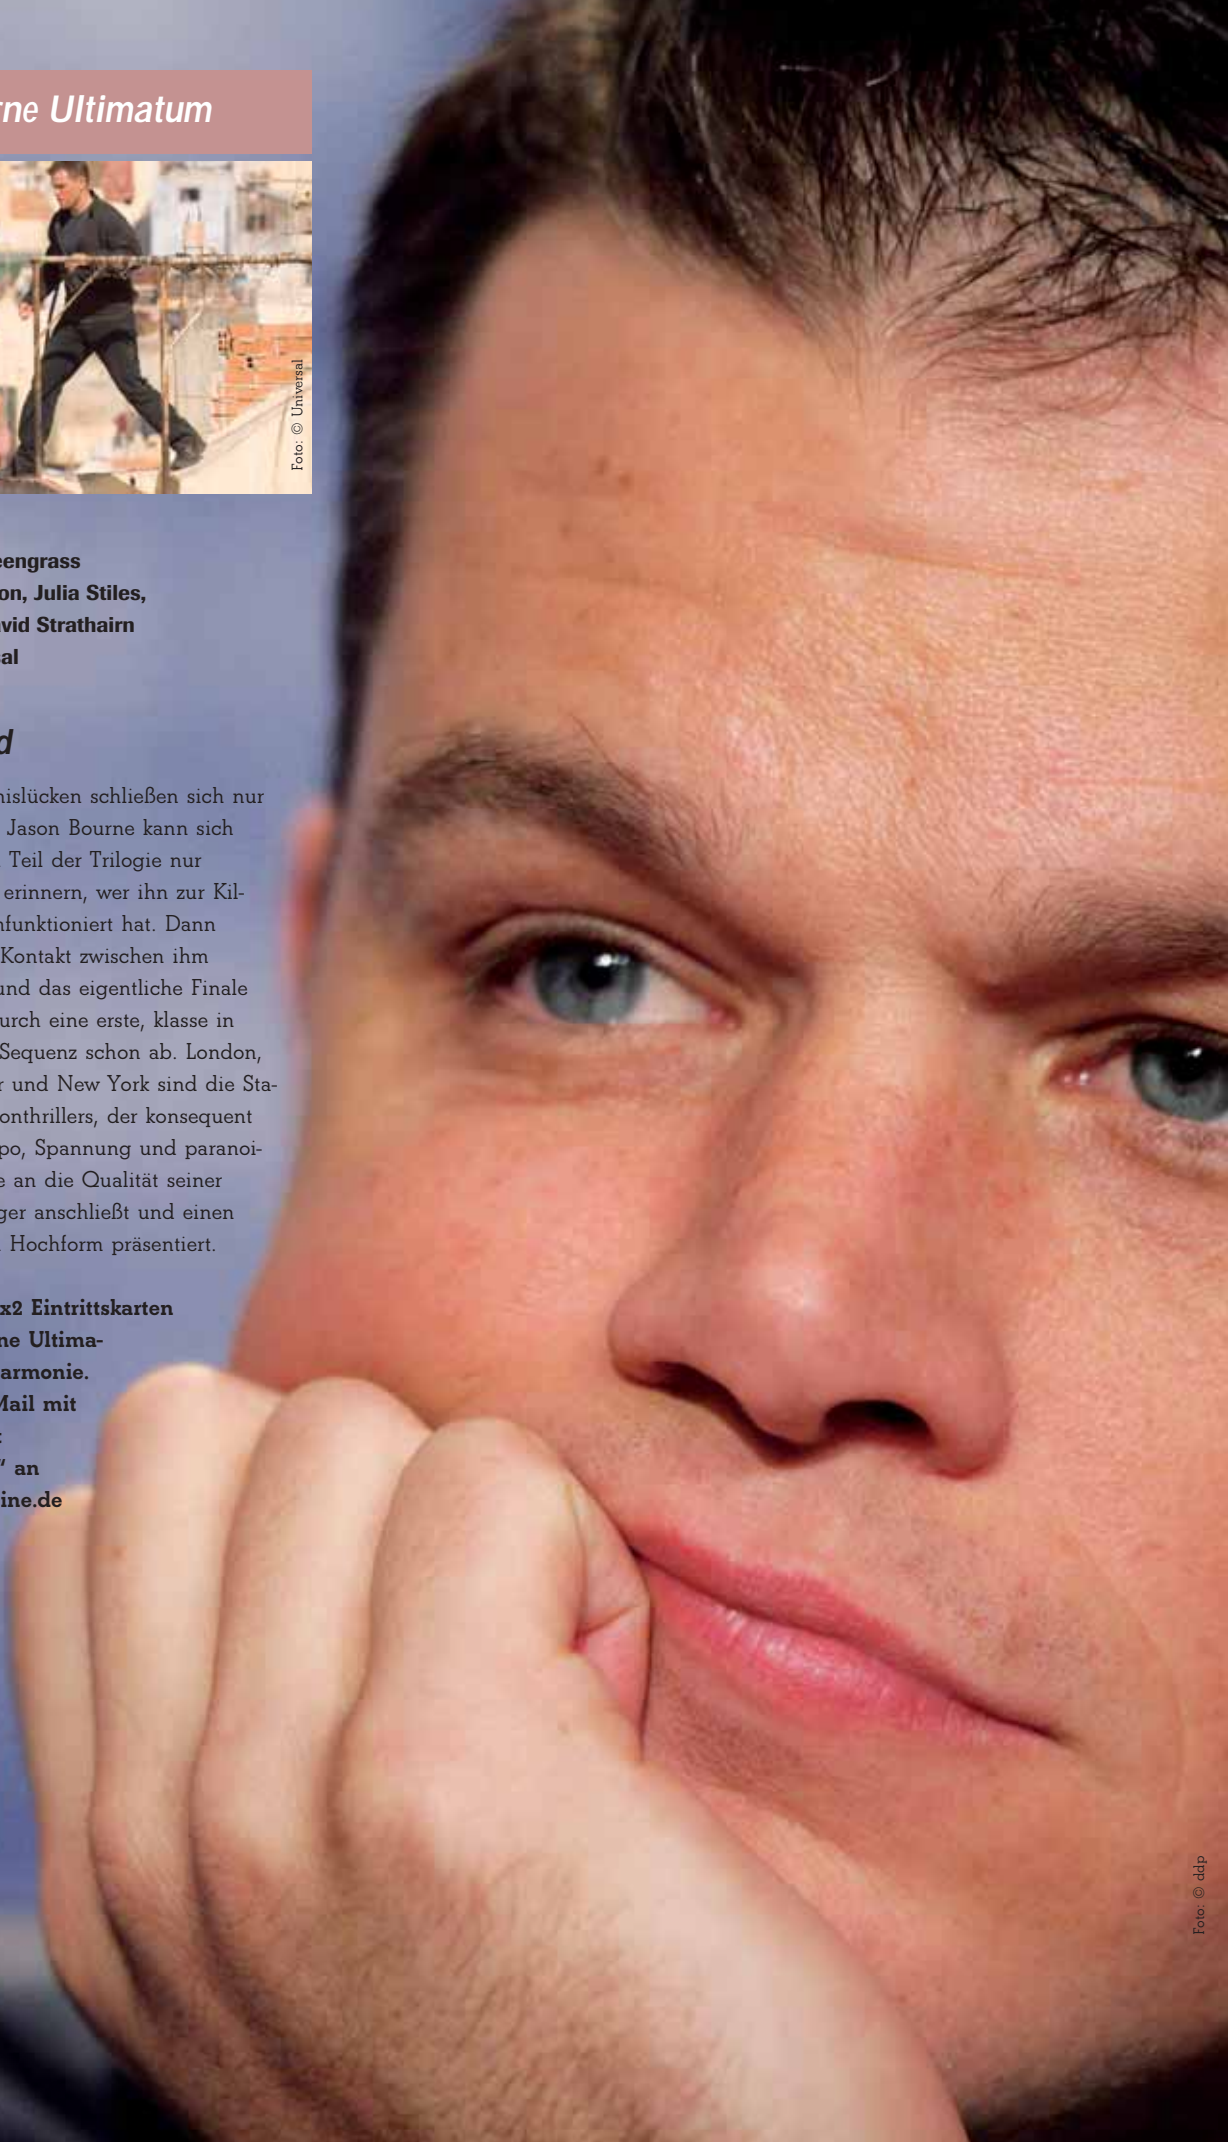 rne Ultimatum
Foto: © Universal
eengrass
on, Julia Stiles,
vid Strathairn
al
d
nislücken schließen sich nur
Jason Bourne kann sich
Teil der Trilogie nur
erinnern, wer ihn zur Kil-
nfunktioniert hat. Dann
Kontakt zwischen ihm
und das eigentliche Finale
urch eine erste, klasse in
Sequenz schon ab. London,
r und New York sind die Sta-
onthrillers, der konsequent
po, Spannung und paranoi-
e an die Qualität seiner
ger anschließt und einen
Hochform präsentiert.
x2 Eintrittskarten
ne Ultima-
armonie.
Mail mit
" an
ine.de
Foto: © ddp